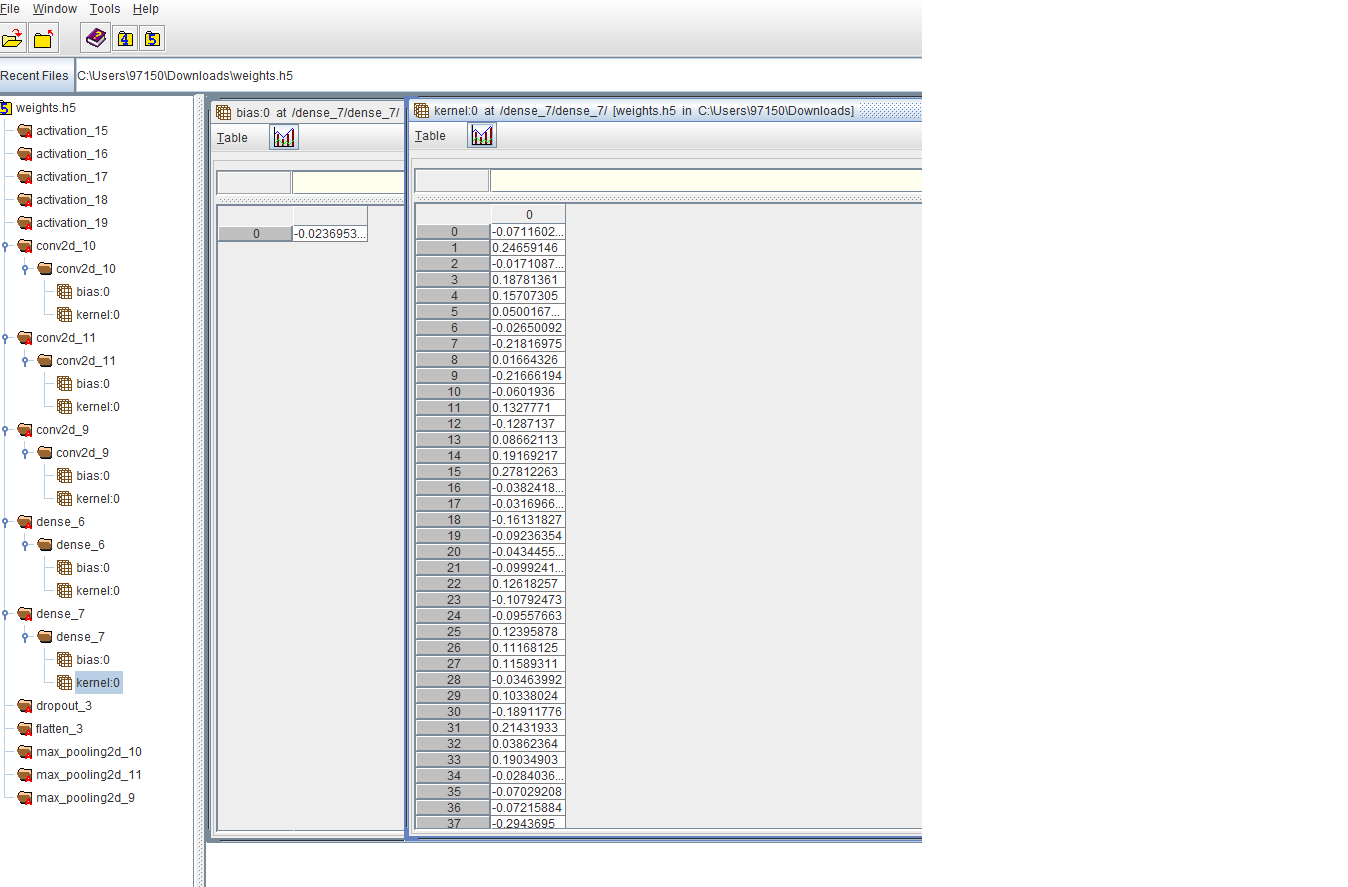 File Window Tools Help
4 5
Recent Files C:\Users\97150\Downloads\weights.h5
5 weights.h5
activation_15
activation_16
activation_17
activation_18
activation_19
conv2d_10
conv2d_10
bias:0
kernel:0
conv2d_11
conv2d_11
bias:0
kernel:0
conv2d_9
conv2d_9
bias:0
kernel:0
dense_6
dense_6
bias:0
kernel:0
dense_7
dense_7
bias:0
kernel:0
dropout_3
flatten_3
max_pooling2d_10
max_pooling2d_11
max_pooling2d_9
bias:0 at /dense_7/dense_7/
Table
0 -0.0236953...
kernel:0 at /dense_7/dense_7/ [weights.h5 in C:\Users\97150\Downloads]
Table
0
0 -0.0711602...
1 0.24659146
2 -0.0171087...
3 0.18781361
4 0.15707305
5 0.0500167...
6 -0.02650092
7 -0.21816975
8 0.01664326
9 -0.21666194
10 -0.0601936
11 0.1327771
12 -0.1287137
13 0.08662113
14 0.19169217
15 0.27812263
16 -0.0382418...
17 -0.0316966...
18 -0.16131827
19 -0.09236354
20 -0.0434455...
21 -0.0999241...
22 0.12618257
23 -0.10792473
24 -0.09557663
25 0.12395878
26 0.11168125
27 0.11589311
28 -0.03463992
29 0.10338024
30 -0.18911776
31 0.21431933
32 0.03862364
33 0.19034903
34 -0.0284036...
35 -0.07029208
36 -0.07215884
37 -0.2943695